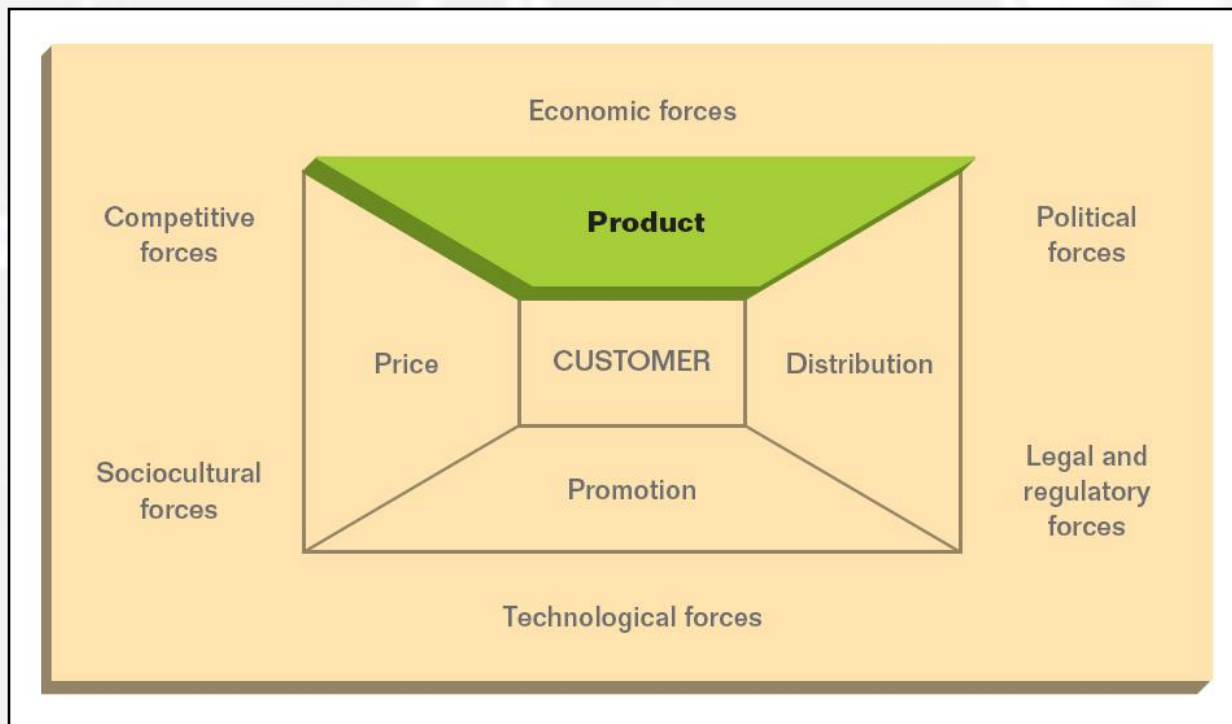 Economic forces
Competitive
forces
Product
Political
forces
Price
CUSTOMER
Distribution
Sociocultural
forces
Promotion
Legal and
regulatory
forces
Technological forces